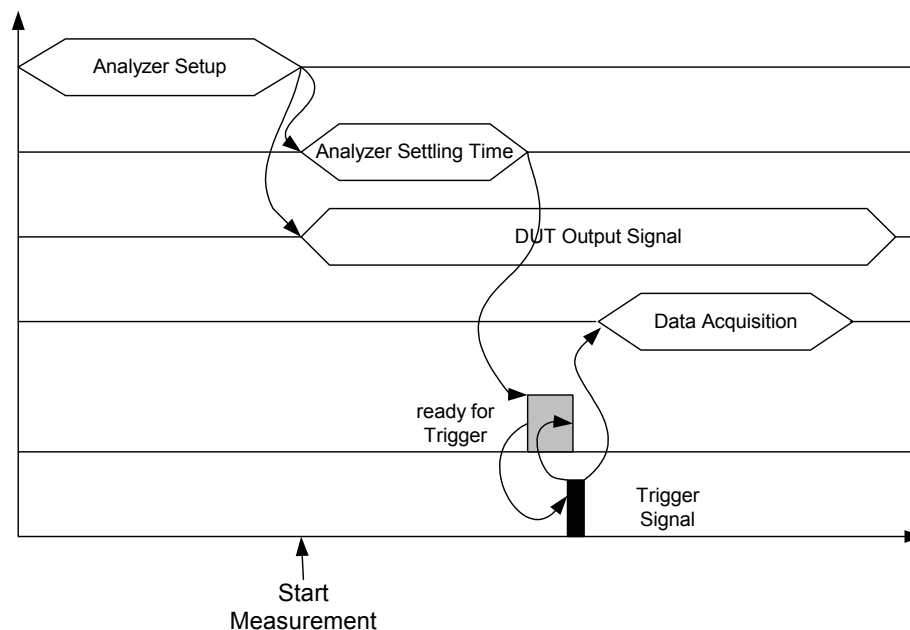 Analyzer Setup
Analyzer Settling Time
DUT Output Signal
Data Acquisition
ready for
Trigger
Trigger
Signal
Start
Measurement